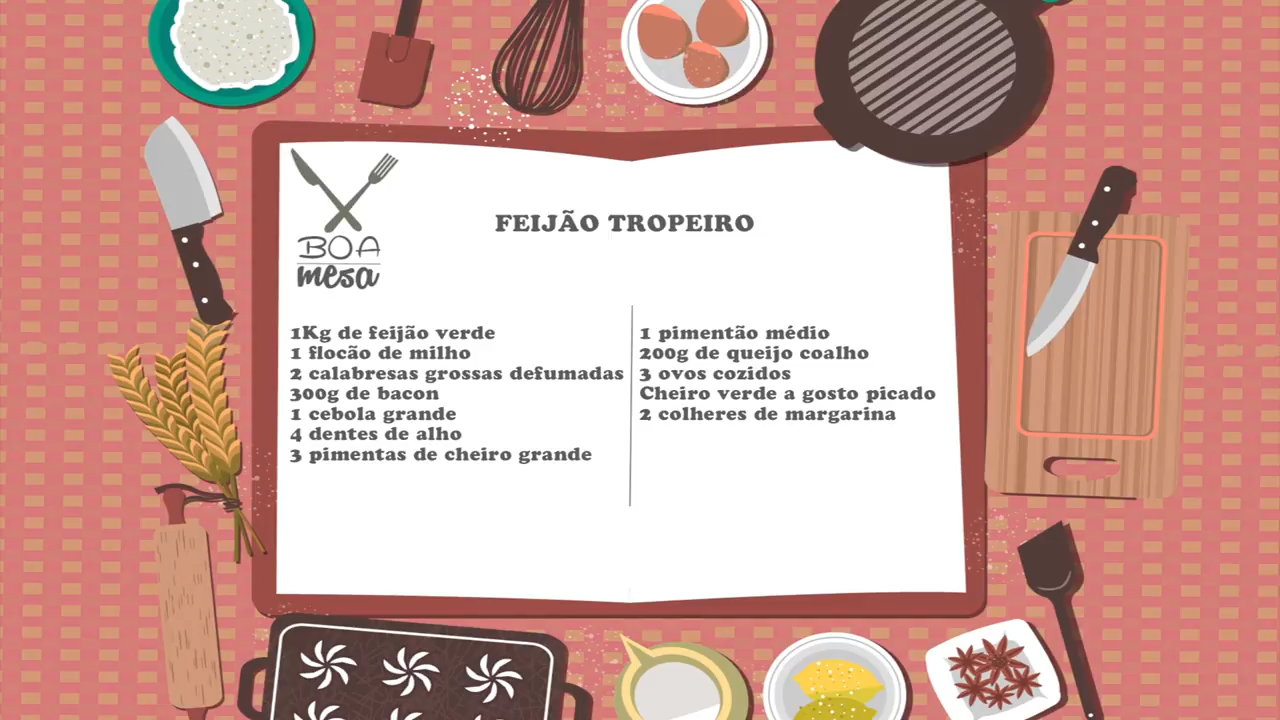 BOA
mesa
FEIJÃO TROPEIRO
1Kg de feijão verde
1 flocão de milho
2 calabresas grossas defumadas
300g de bacon
1 cebola grande
4 dentes de alho
3 pimentas de cheiro grande
1 pimentão médio
200g de queijo coalho
3 ovos cozidos
Cheiro verde a gosto picado
2 colheres de margarina